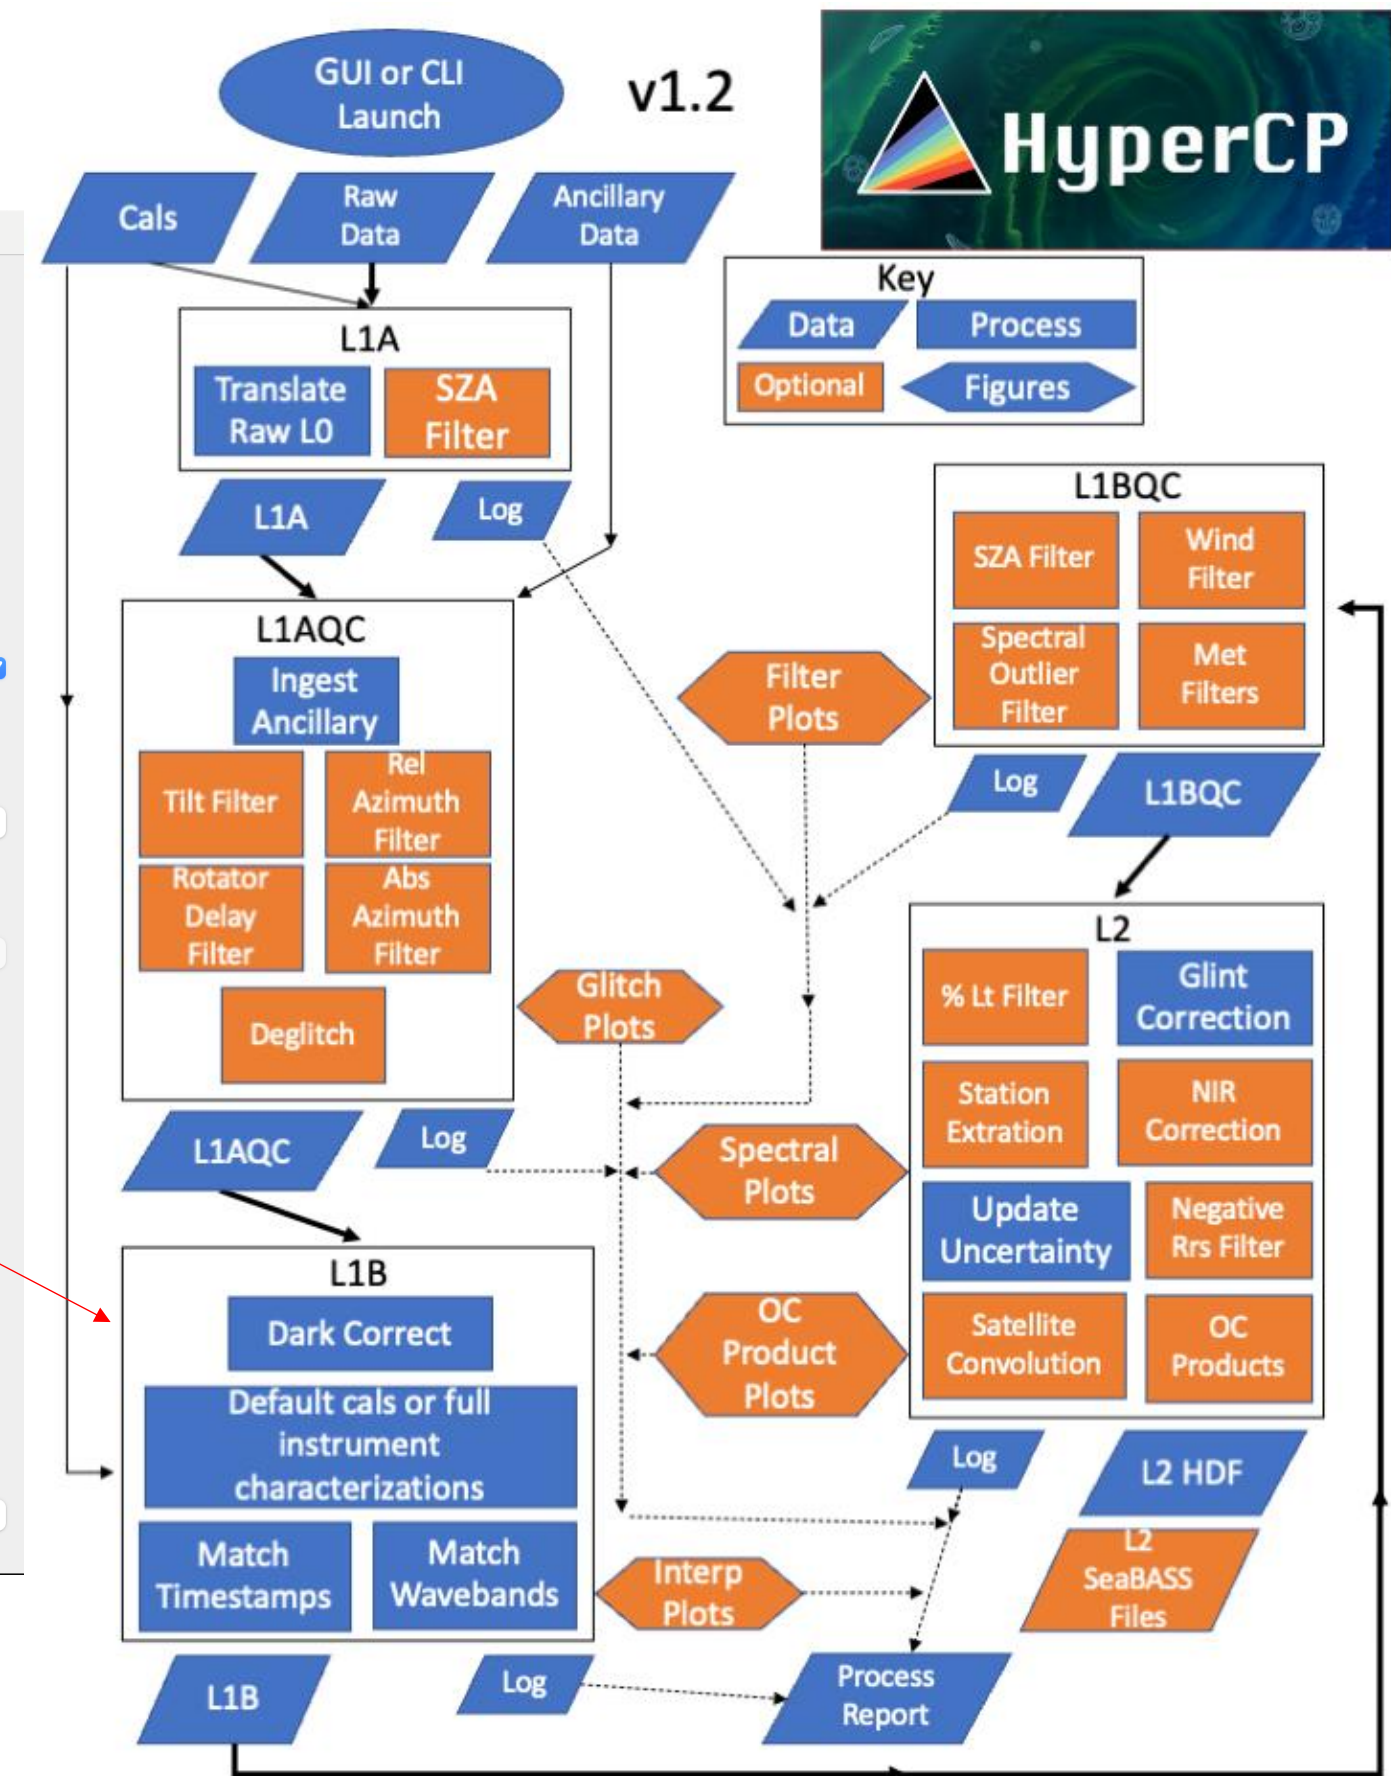 GUI or CLI
Launch
v1.2
HyperCP
Cals
Raw
Data
Ancillary
Data
Key
Data
Process
Optional
Figures
L1A
Translate
Raw L0
SZA
Filter
L1A
Log
L1AQC
Ingest
Ancillary
Tilt Filter
Rel
Azimuth
Filter
Rotator
Delay
Filter
Abs
Azimuth
Filter
Deglitch
Glitch
Plots
L1AQC
Log
L1B
Dark Correct
Default cals or full
instrument
characterizations
Match
Timestamps
Match
Wavebands
Interp
Plots
L1B
Log
L1BQC
SZA Filter
Wind
Filter
Spectral
Outlier
Filter
Met
Filters
Filter
Plots
Log
L1BQC
L2
% Lt Filter
Glint
Correction
Station
Extration
NIR
Correction
Update
Uncertainty
Negative
Rrs Filter
Satellite
Convolution
OC
Products
Spectral
Plots
OC
Product
Plots
Log
L2 HDF
L2
SeaBASS
Files
Process
Report